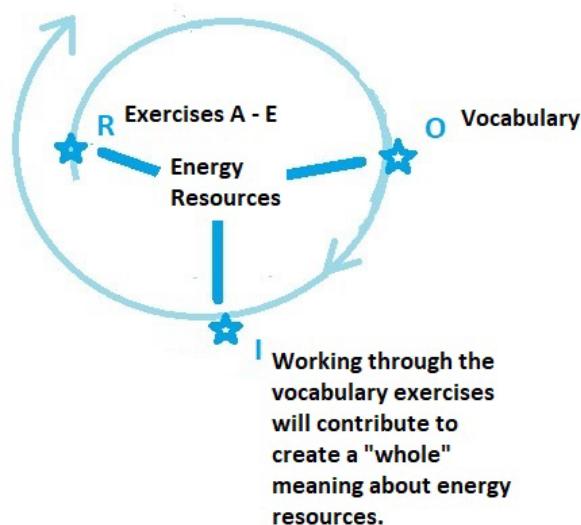 R Exercises A - E
O Vocabulary
Energy
Resources
I
Working through the
vocabulary exercises
will contribute to
create a "whole"
meaning about energy
resources.